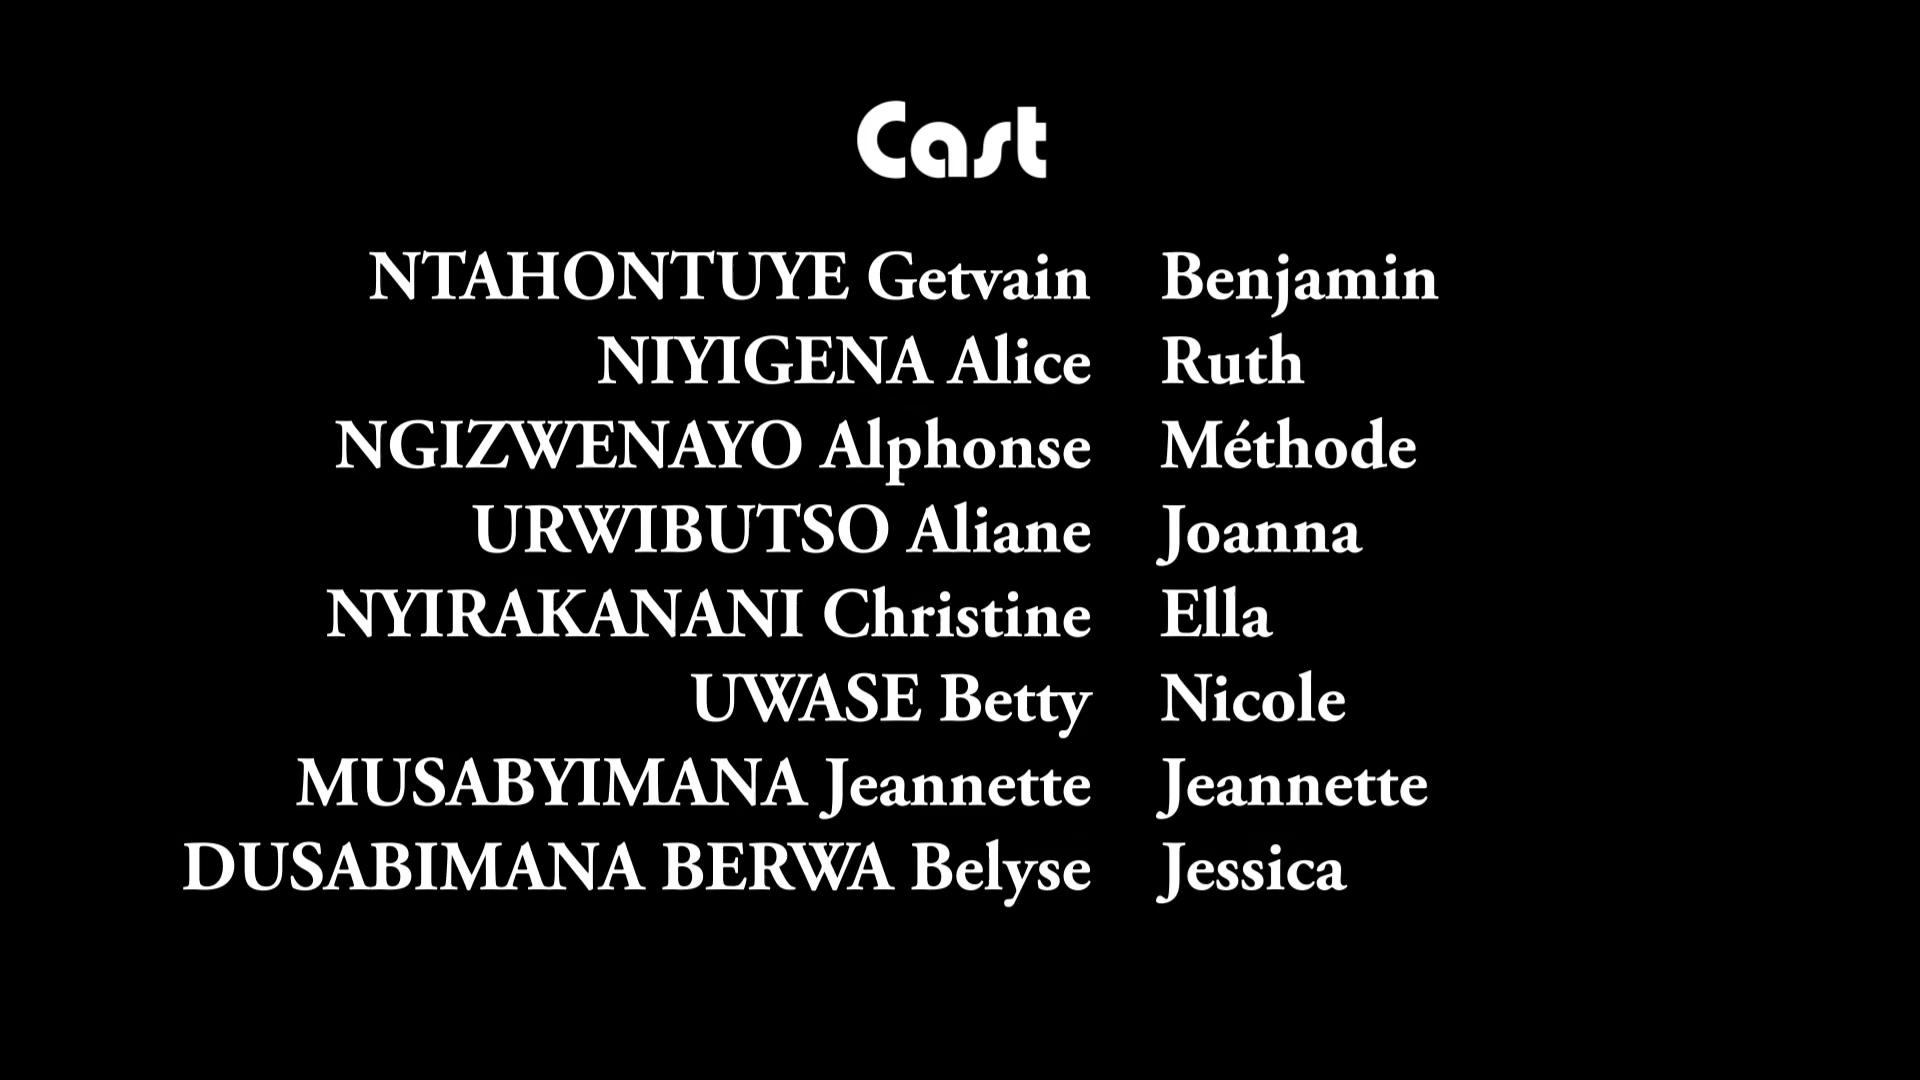 Cast
NTAHONTUYE Getvain Benjamin
NIYIGENA Alice Ruth
NGIZWENAYO Alphonse Méthode
URWIBUTSO Aliane Joanna
NYIRAKANANI Christine Ella
UWASE Betty Nicole
MUSABYIMANA Jeannette Jeannette
DUSABIMANA BERWA Belyse Jessica